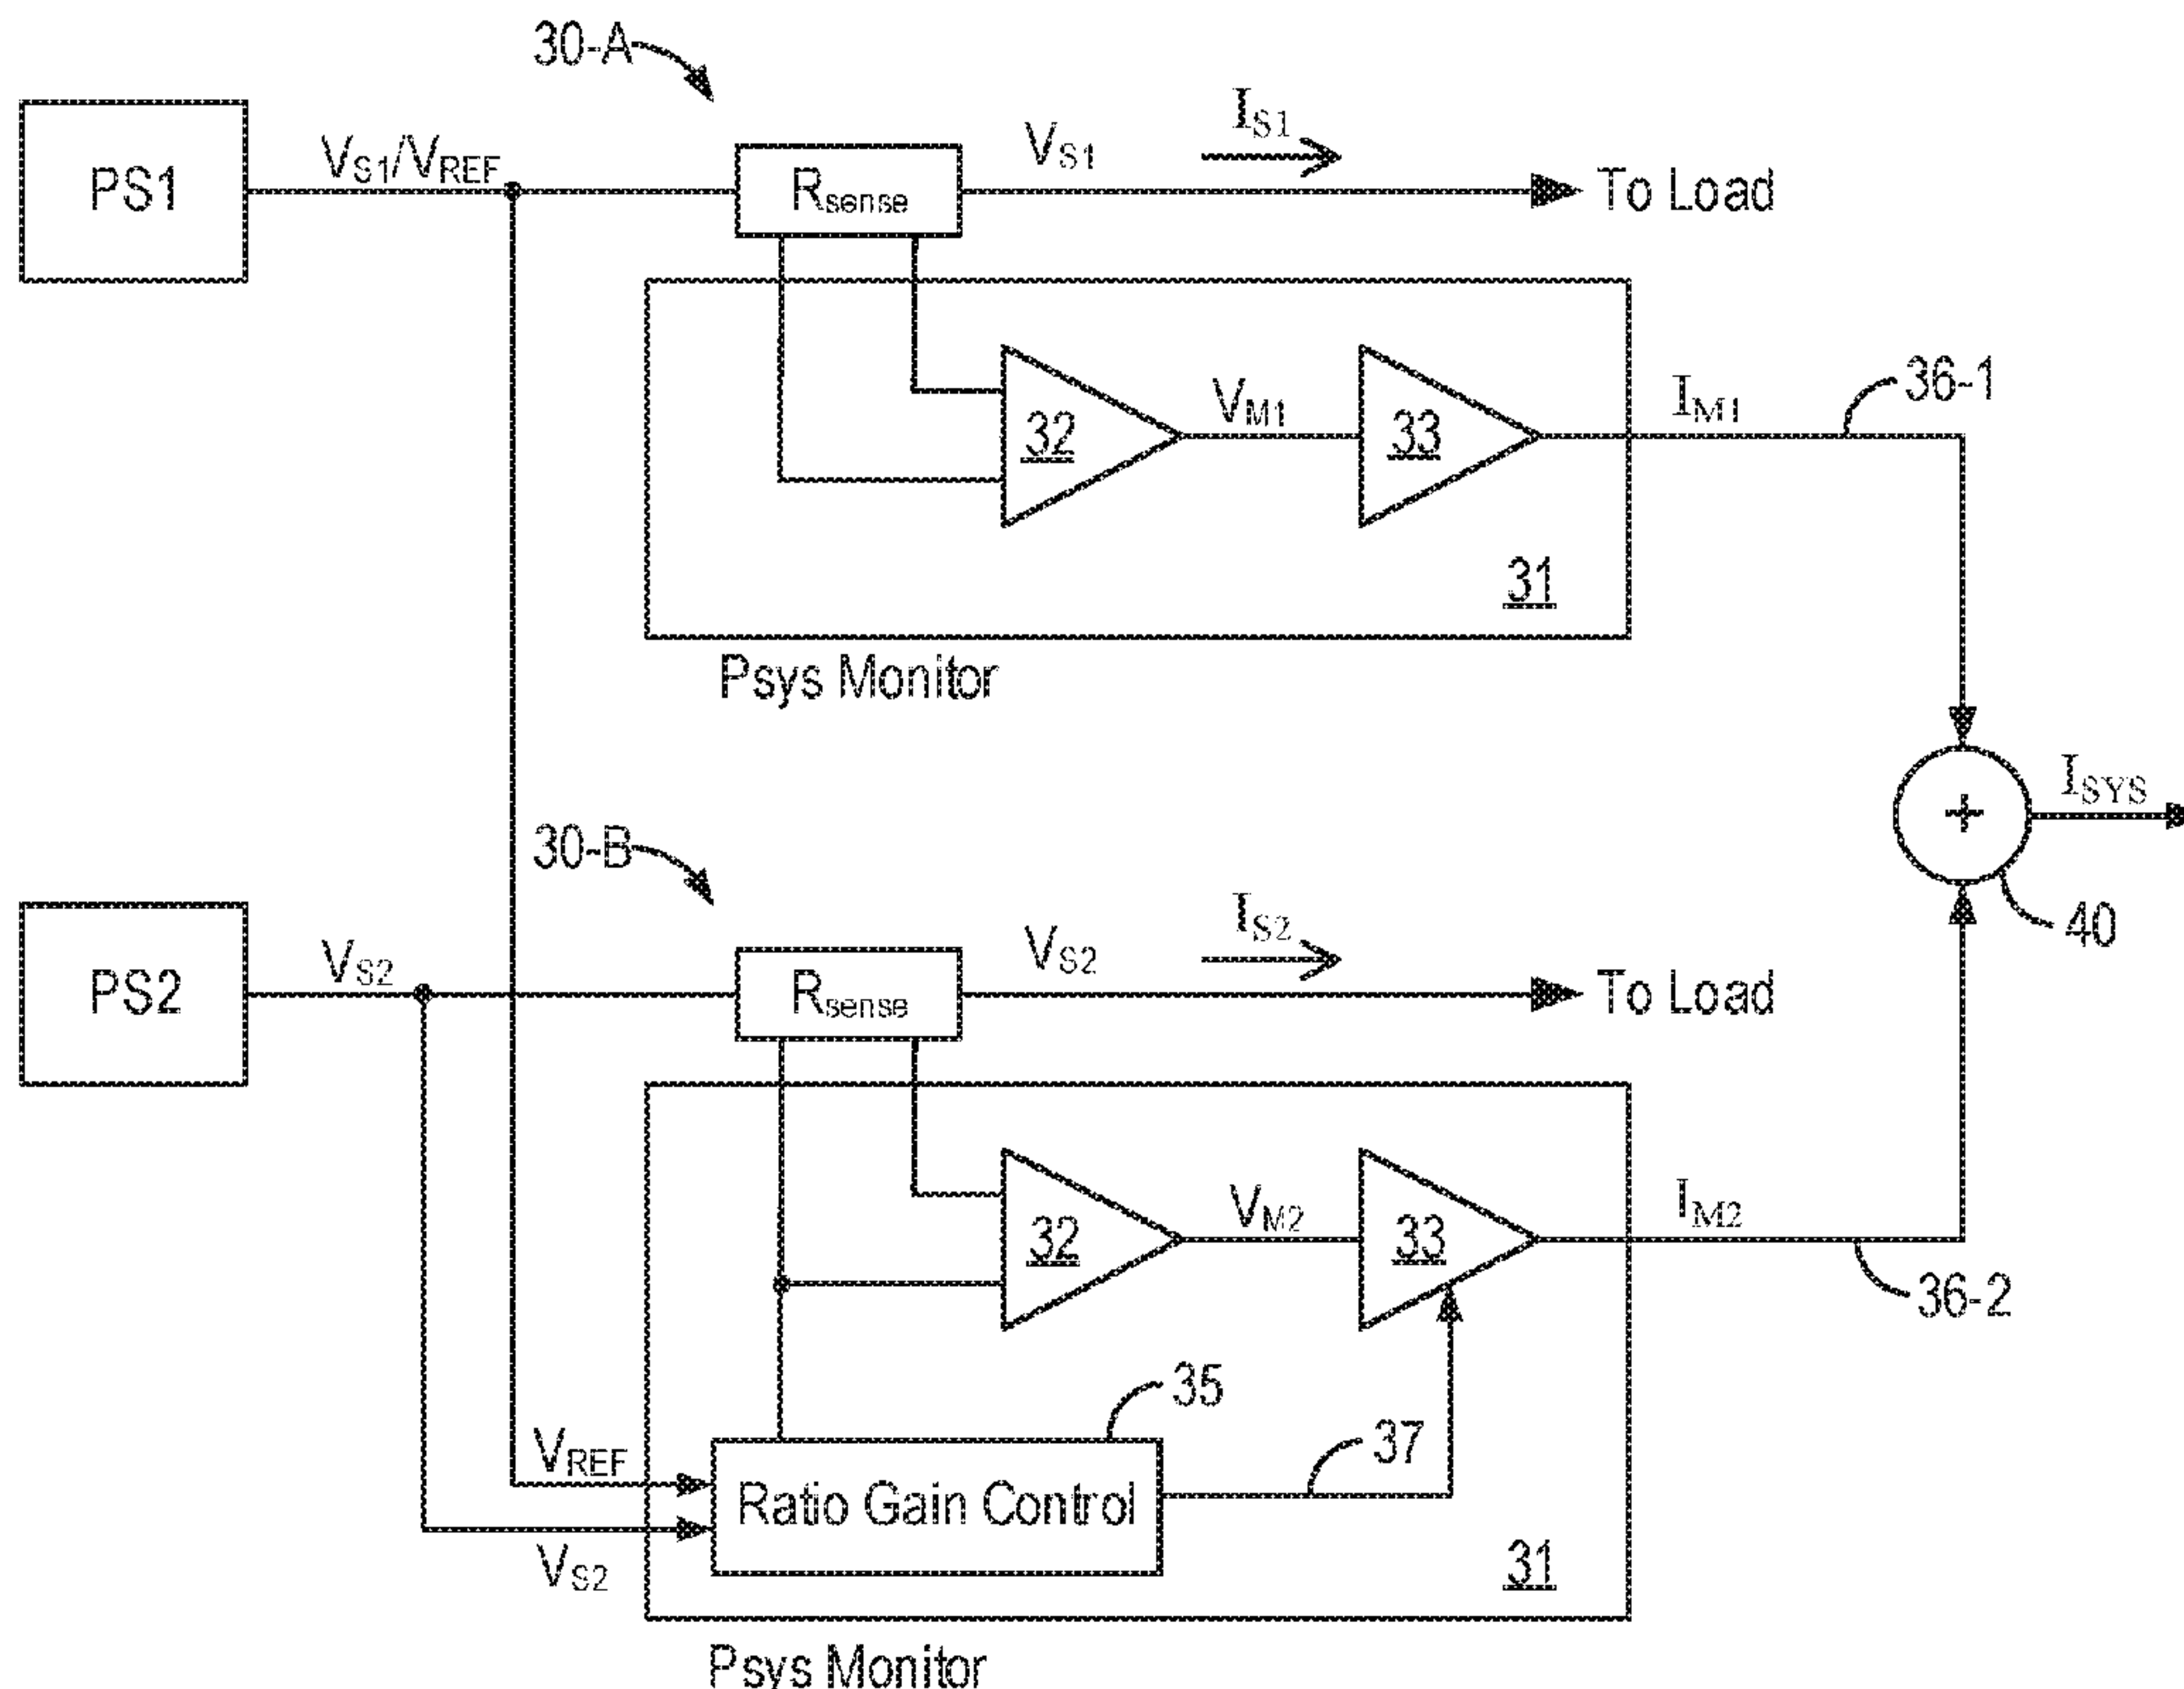 30-A
PS1
VS1/VREF
Rsense
VS1
IS1
To Load
32
VM1
33
IM1
36-1
31
Psys Monitor
ISYS
+
40
30-B
PS2
VS2
Rsense
VS2
IS2
To Load
32
VM2
33
IM2
36-2
35
37
VREF
Ratio Gain Control
VS2
31
Psys Monitor